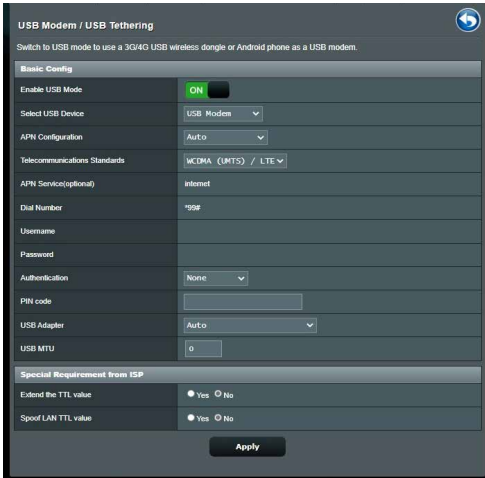 USB Modem / USB Tethering
Switch to USB mode to use a 3G/4G USB wireless dongle or Android phone as a USB modem.
Basic Config
Enable USB Mode ON
Select USB Device USB Modem
APN Configuration Auto
Telecommunications Standards WCDMA (UMTS) / LTE
APN Service(optional) internet
Dial Number *99#
Username
Password
Authentication None
PIN code
USB Adapter Auto
USB MTU 0
Special Requirement from ISP
Extend the TTL value Yes No
Spoof LAN TTL value Yes No
Apply